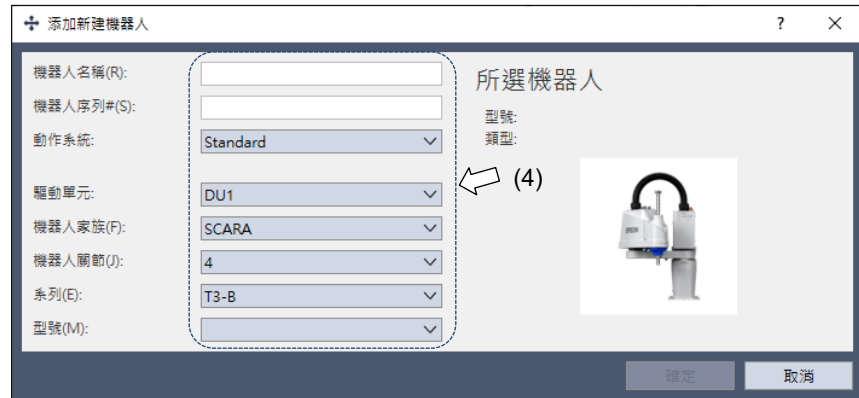 添加新建機器人 ?
機器人名稱(R):
機器人序列#(S):
動作系統: Standard
驅動單元: DU1
機器人家族(F): SCARA
機器人關節(J): 4
系列(E): T3-B
型號(M):
(4)
所選機器人
型號:
類型:
EPSON
確定 取消